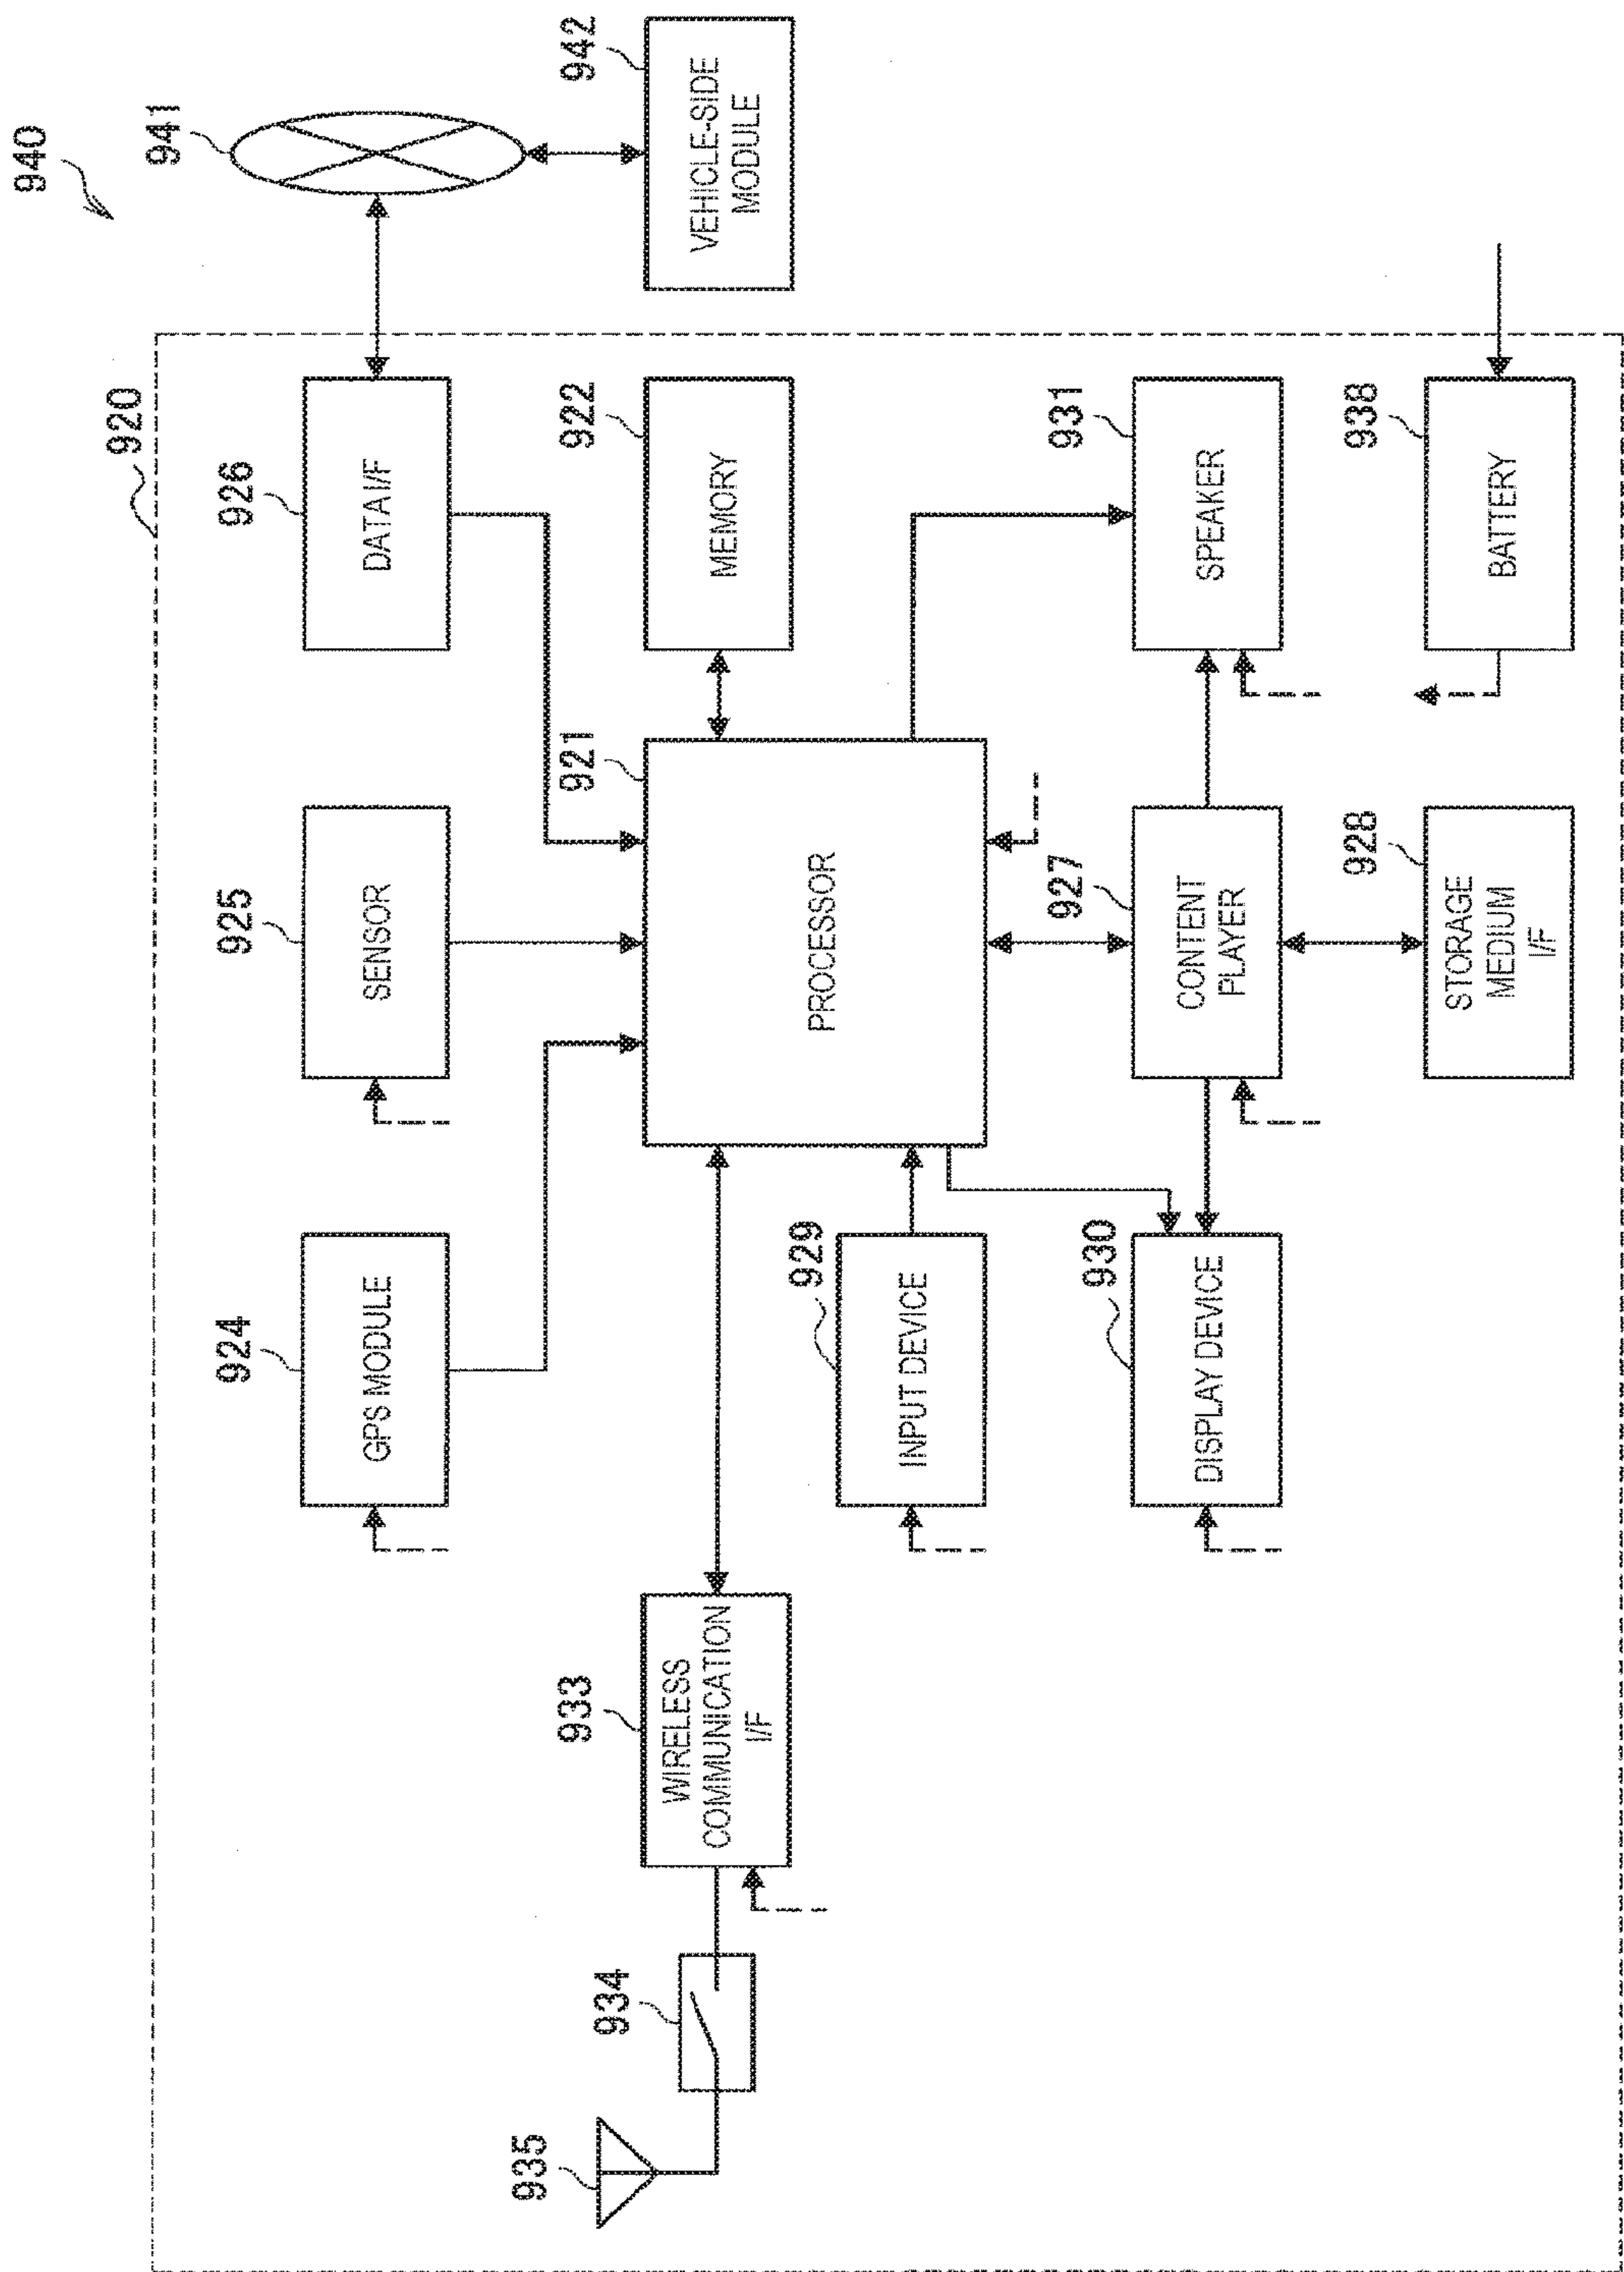 940
920
941
942
VEHICLE-SIDE
MODULE
935
934
933
WIRELESS
COMMUNICATION
I/F
924
GPS MODULE
925
SENSOR
926
DATA I/F
921
PROCESSOR
922
MEMORY
929
INPUT DEVICE
930
DISPLAY DEVICE
927
CONTENT
PLAYER
931
SPEAKER
928
STORAGE
MEDIUM
I/F
938
BATTERY